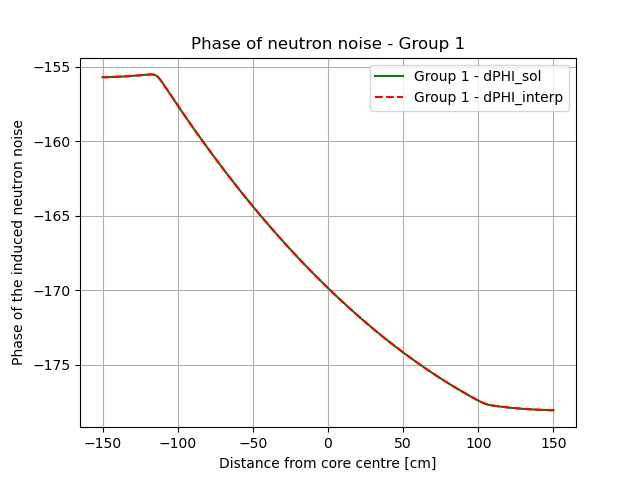 Phase of neutron noise - Group 1
Group 1 - dPHI_sol
Group 1 - dPHI_interp
Phase of the induced neutron noise
−155
−160
−165
−170
−175
−150 −100 −50 0 50 100 150
Distance from core centre [cm]